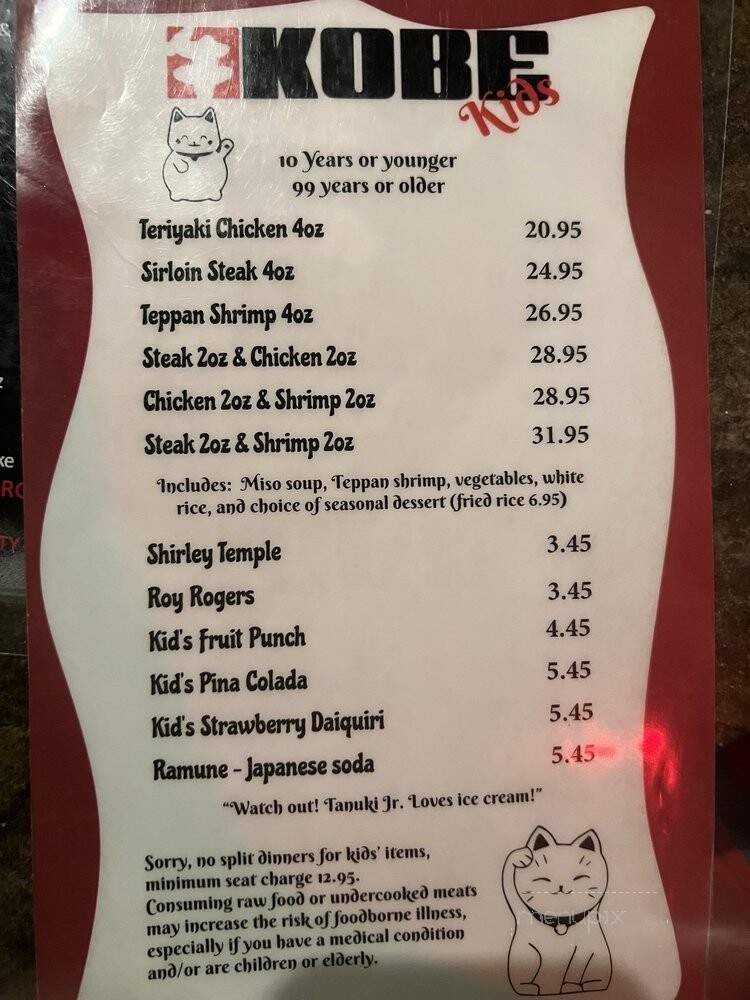 KOBE
Kids
10 Years or younger
99 years or older
Teriyaki Chicken 4oz 20.95
Sirloin Steak 4oz 24.95
Teppan Shrimp 4oz 26.95
Steak 2oz & Chicken 2oz 28.95
Chicken 2oz & Shrimp 2oz 28.95
Steak 2oz & Shrimp 2oz 31.95
Includes: Miso soup, Teppan shrimp, vegetables, white
rice, and choice of seasonal dessert (fried rice 6.95)
Shirley Temple 3.45
Roy Rogers 3.45
Kid's Fruit Punch 4.45
Kid's Pina Colada 5.45
Kid's Strawberry Daiquiri 5.45
Ramune - Japanese soda 5.45
"Watch out! Tanuki Jr. Loves ice cream!"
Sorry, no split dinners for kids' items,
minimum seat charge 12.95.
Consuming raw food or undercooked meats
may increase the risk of foodborne illness,
especially if you have a medical condition
and/or are children or elderly.
menupix